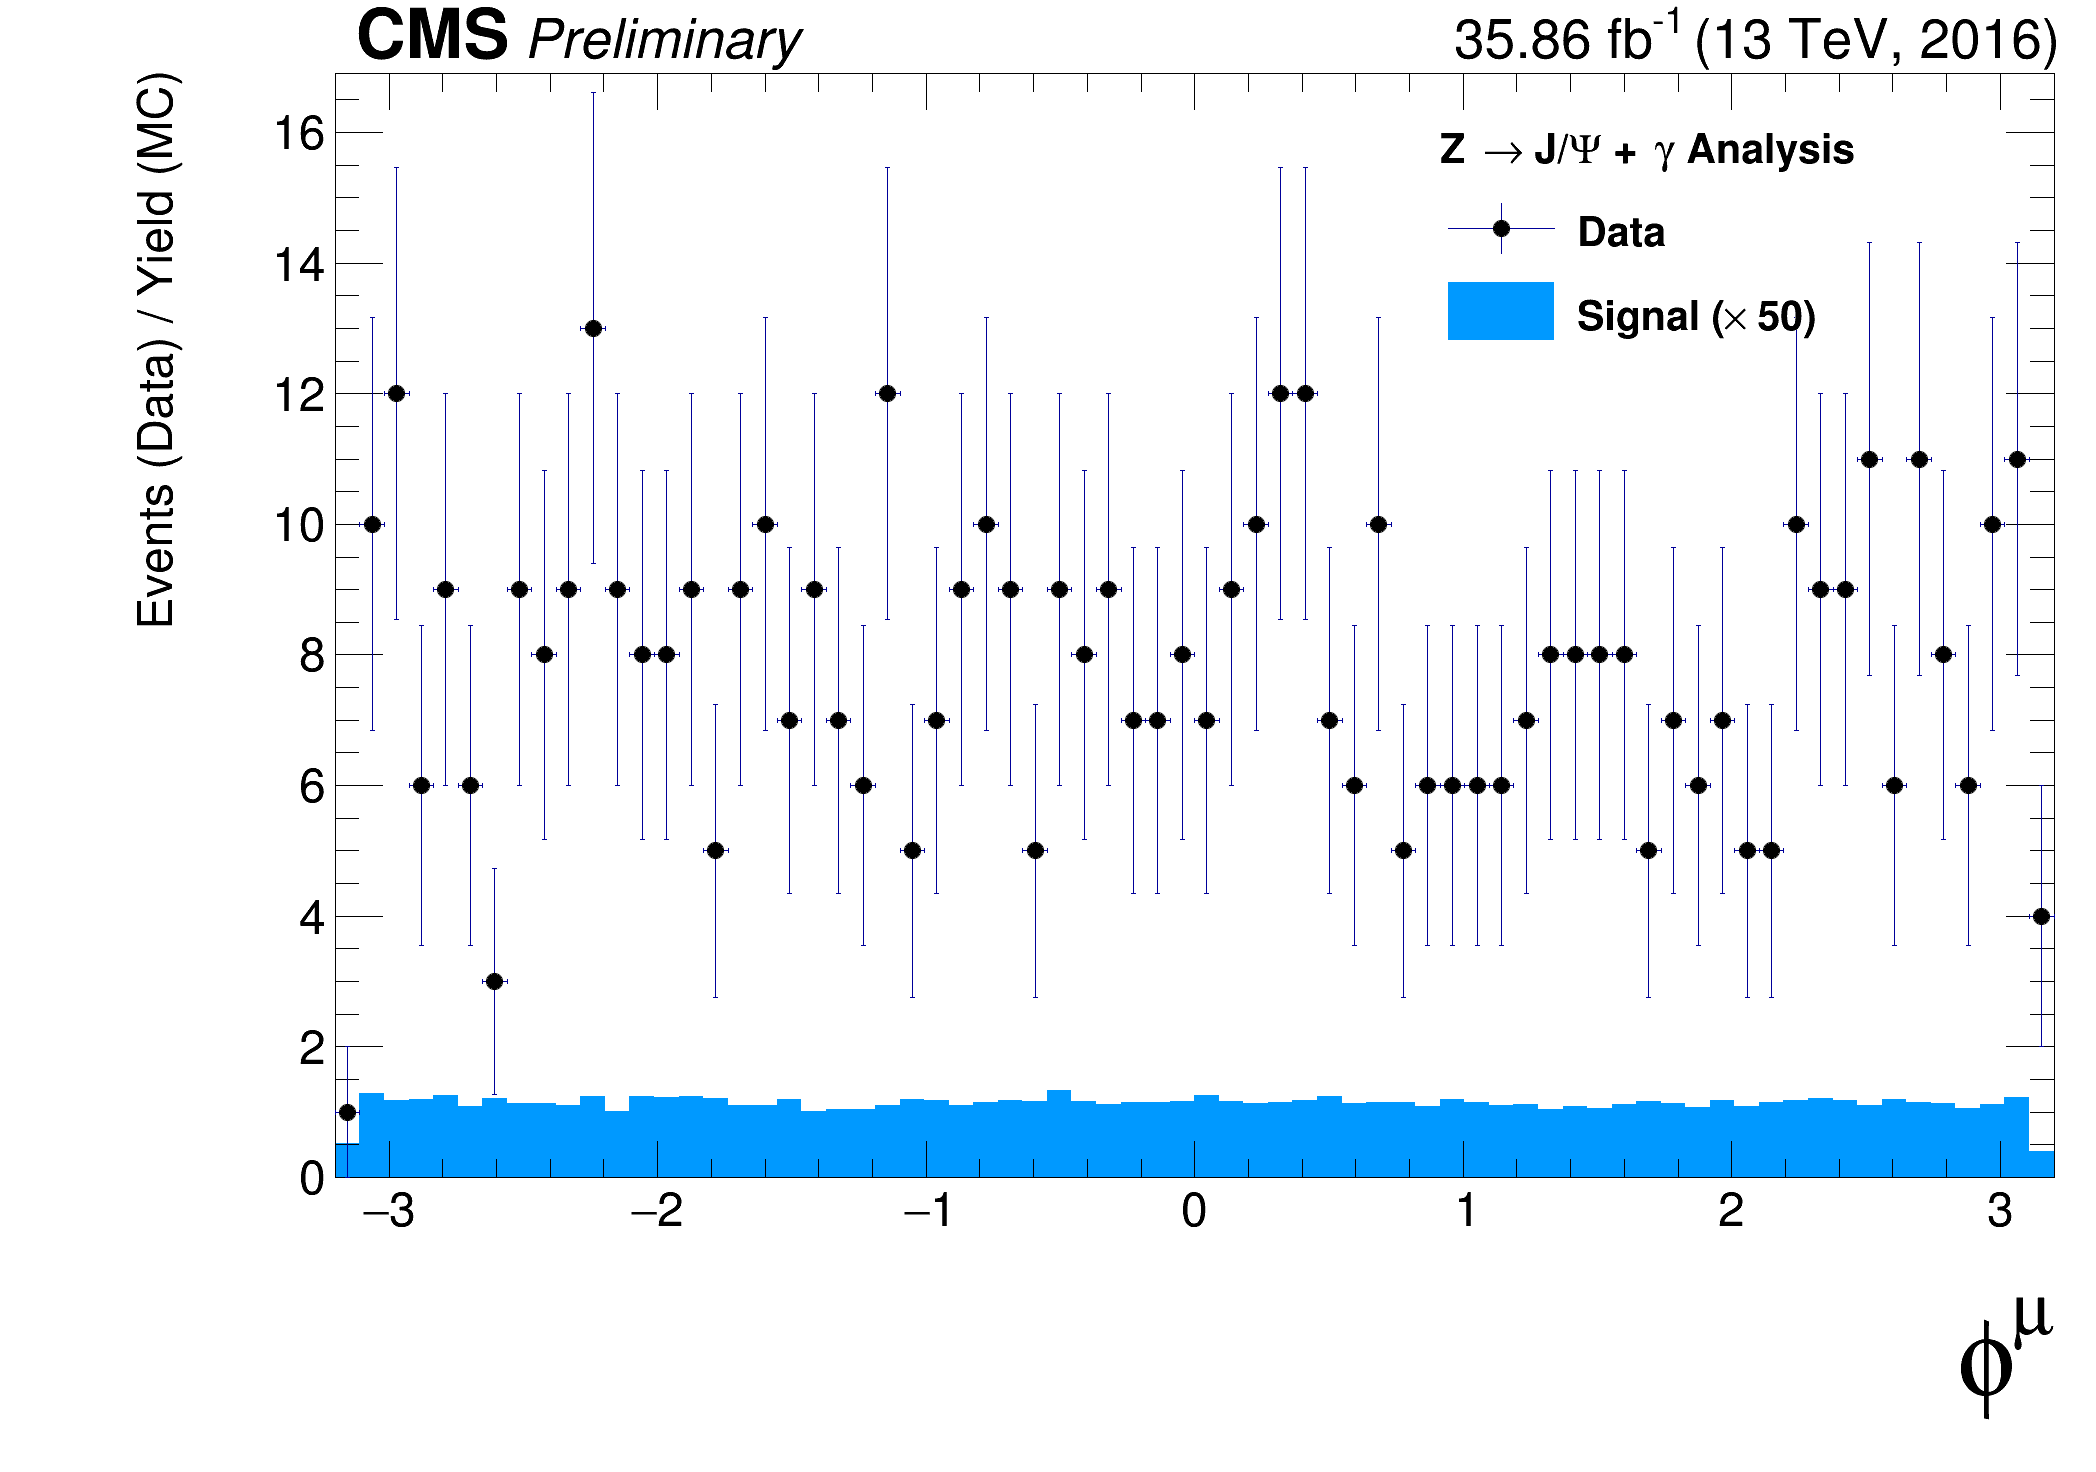 CMS Preliminary
35.86 fb-1 (13 TeV, 2016)
Events (Data) / Yield (MC)
Z → J/Ψ + γ Analysis
Data
Signal (× 50)
16
14
12
10
8
6
4
2
0
−3 −2 −1 0 1 2 3
ϕμ